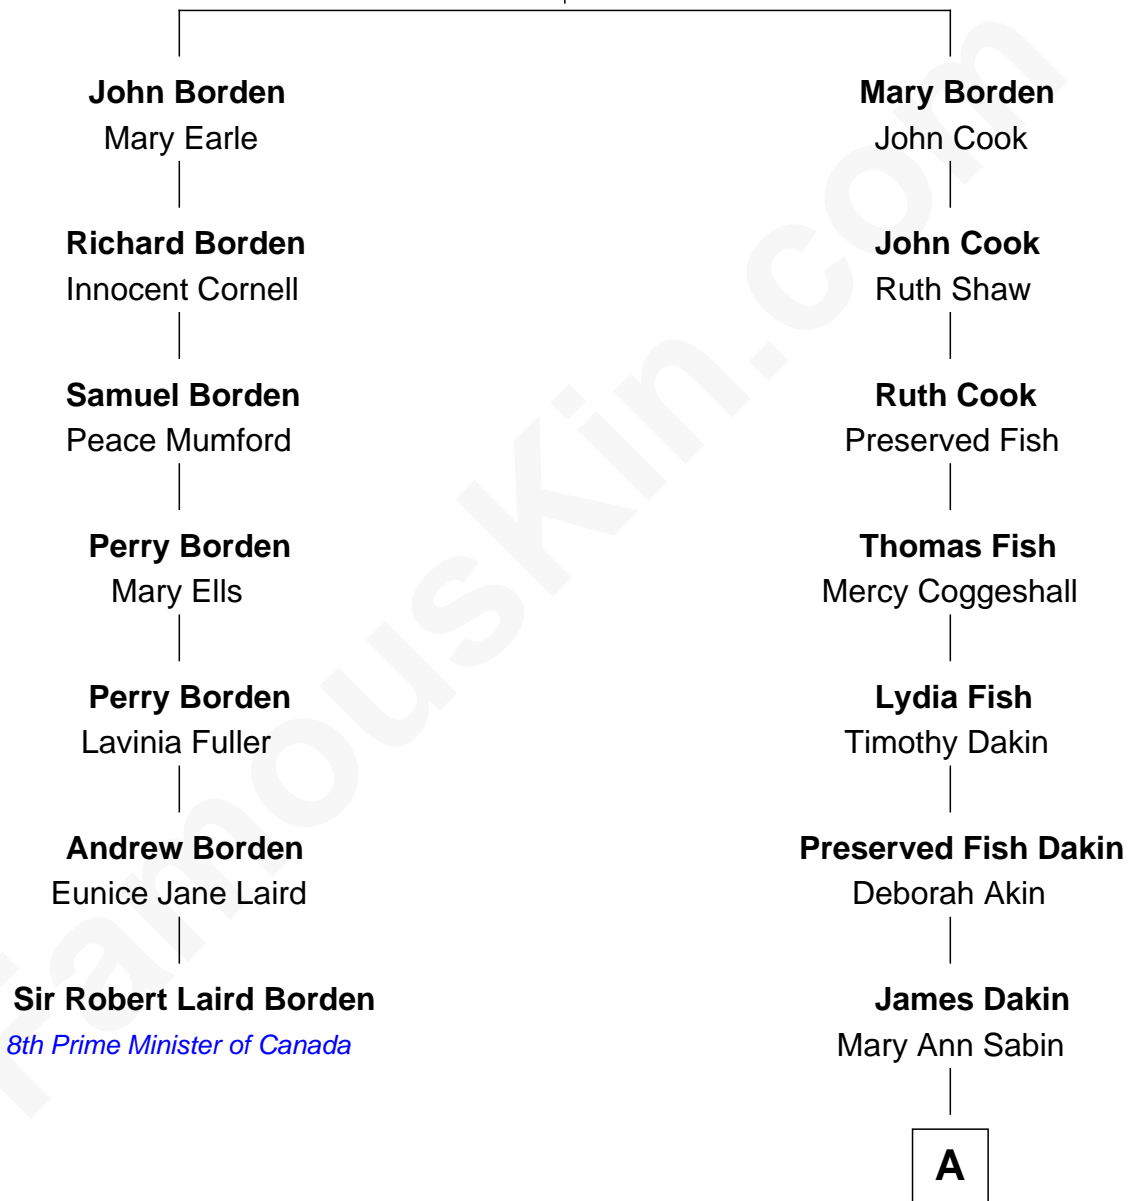 John Borden
Mary Earle
Richard Borden
Innocent Cornell
Samuel Borden
Peace Mumford
Perry Borden
Mary Ells
Perry Borden
Lavinia Fuller
Andrew Borden
Eunice Jane Laird
Sir Robert Laird Borden
8th Prime Minister of Canada
Mary Borden
John Cook
John Cook
Ruth Shaw
Ruth Cook
Preserved Fish
Thomas Fish
Mercy Coggeshall
Lydia Fish
Timothy Dakin
Preserved Fish Dakin
Deborah Akin
James Dakin
Mary Ann Sabin
A
FamousKin.com